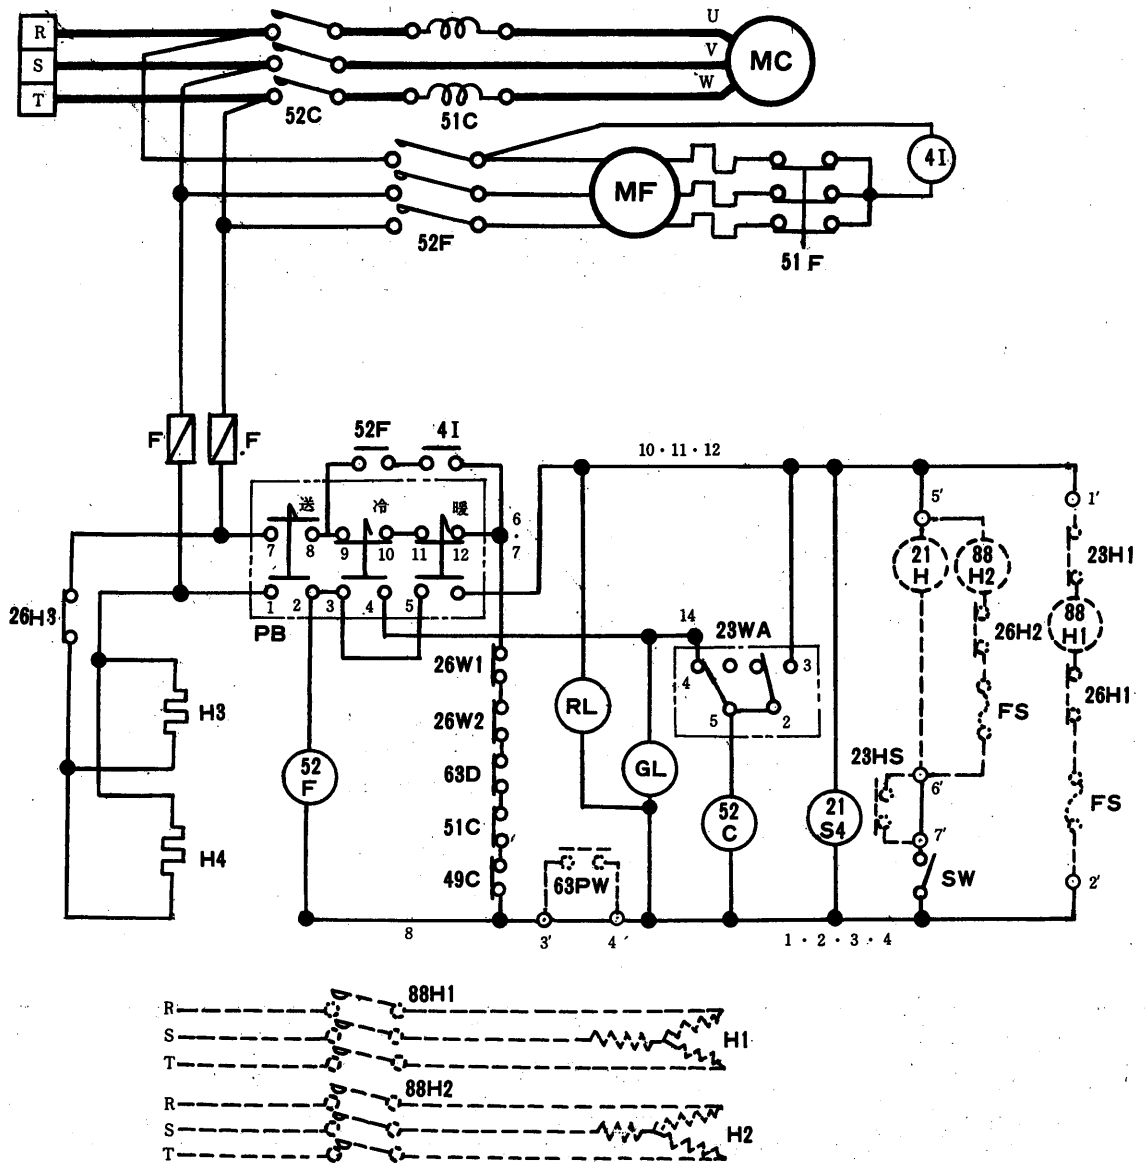 R
U
S
V
MC
T
W
52C
51C
41
MF
52F
51F
F
F
52F
41
10・11・12
送
冷
暖
6
・
7
5'
1'
7
8
9
10
11
12
21
H
88
H2
23H1
26H3
1
2
3
4
5
PB
14
23WA
88
H1
26H2
26W1
4
3
26H1
H3
RL
5
2
FS
26W2
52
F
63D
GL
23HS
6'
FS
51C
52
C
21
S4
7'
H4
49C
63PW
SW
2'
8
3'
4'
1・2・3・4
88H1
R
S
H1
T
88H2
R
S
H2
T